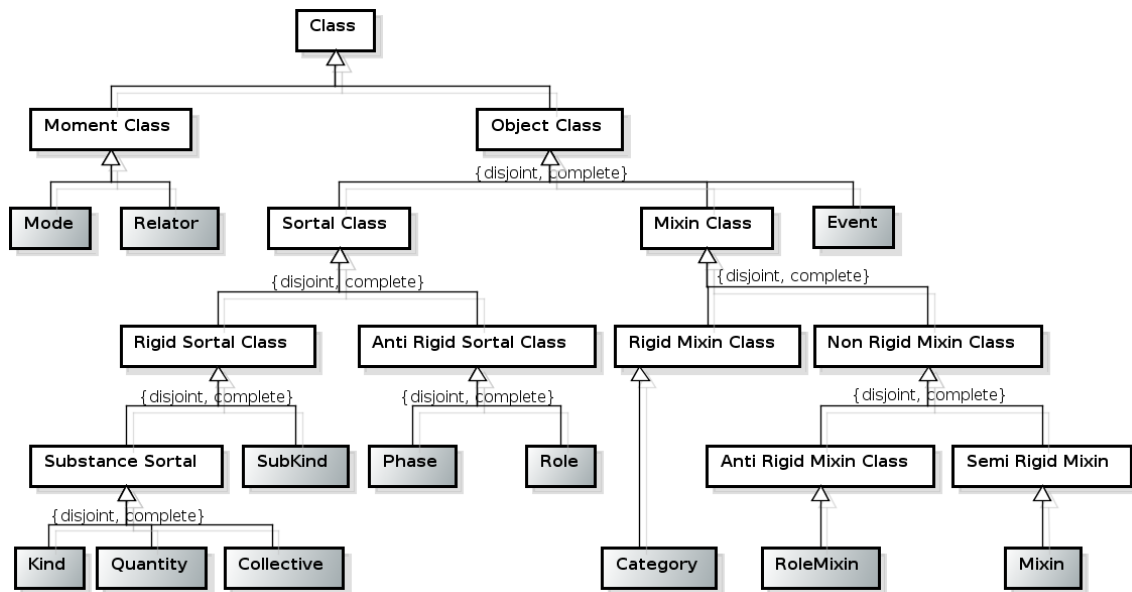 Class
Moment Class
Object Class
{disjoint, complete}
Mode
Relator
Sortal Class
Mixin Class
Event
{disjoint, complete}
{disjoint, complete}
Rigid Sortal Class
Anti Rigid Sortal Class
Rigid Mixin Class
Non Rigid Mixin Class
{disjoint, complete}
{disjoint, complete}
{disjoint, complete}
Substance Sortal
SubKind
Phase
Role
Anti Rigid Mixin Class
Semi Rigid Mixin
{disjoint, complete}
Kind
Quantity
Collective
Category
RoleMixin
Mixin